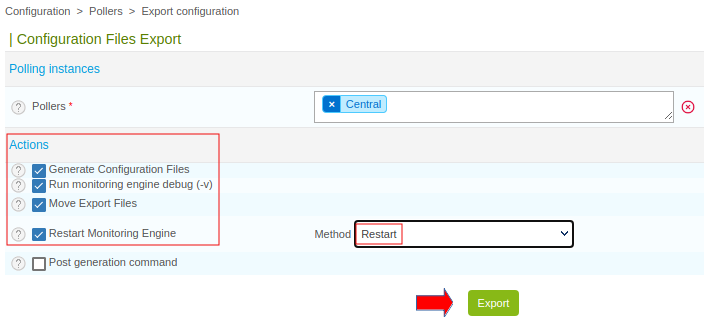 Configuration > Pollers > Export configuration
| Configuration Files Export
Polling instances
? Pollers * × Central
Actions
? Generate Configuration Files
? Run monitoring engine debug (-v)
? Move Export Files
? Restart Monitoring Engine Method Restart
? Post generation command
Export